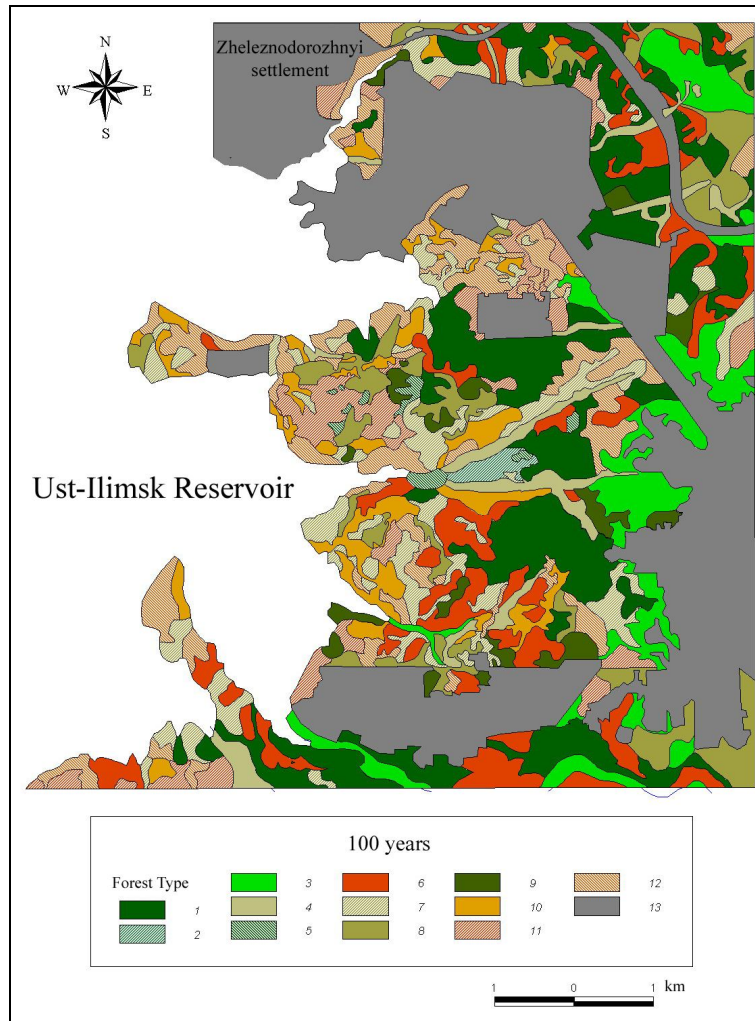 Zheleznodorozhnyi
settlement
N
W E
S
Ust-Ilimsk Reservoir
100 years
Forest Type
3 6 9 12
1 4 7 10 13
2 5 8 11
1 0 1 km